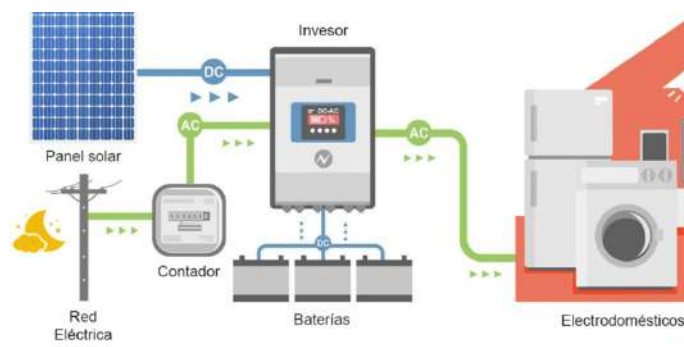 Invesor
DC
DC-AC
AC
AC
Panel solar
DC
Contador
Red
Eléctrica
Baterías
Electrodomésticos